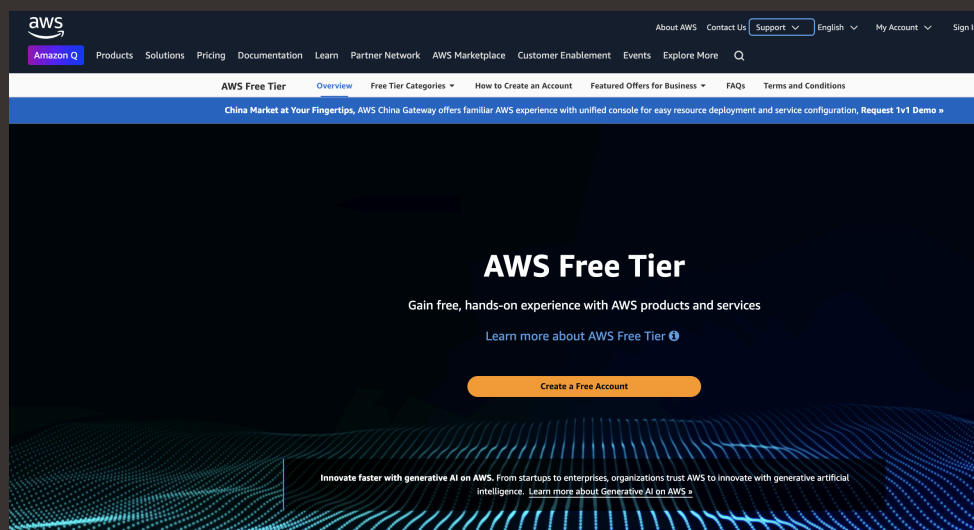 aws
About AWS Contact Us Support English My Account Sign
Amazon Q Products Solutions Pricing Documentation Learn Partner Network AWS Marketplace Customer Enablement Events Explore More
AWS Free Tier Overview Free Tier Categories How to Create an Account Featured Offers for Business FAQs Terms and Conditions
China Market at Your Fingertips, AWS China Gateway offers familiar AWS experience with unified console for easy resource deployment and service configuration, Request 1v1 Demo »
AWS Free Tier
Gain free, hands-on experience with AWS products and services
Learn more about AWS Free Tier
Create a Free Account
Innovate faster with generative AI on AWS. From startups to enterprises, organizations trust AWS to innovate with generative artificial
intelligence. Learn more about Generative AI on AWS »